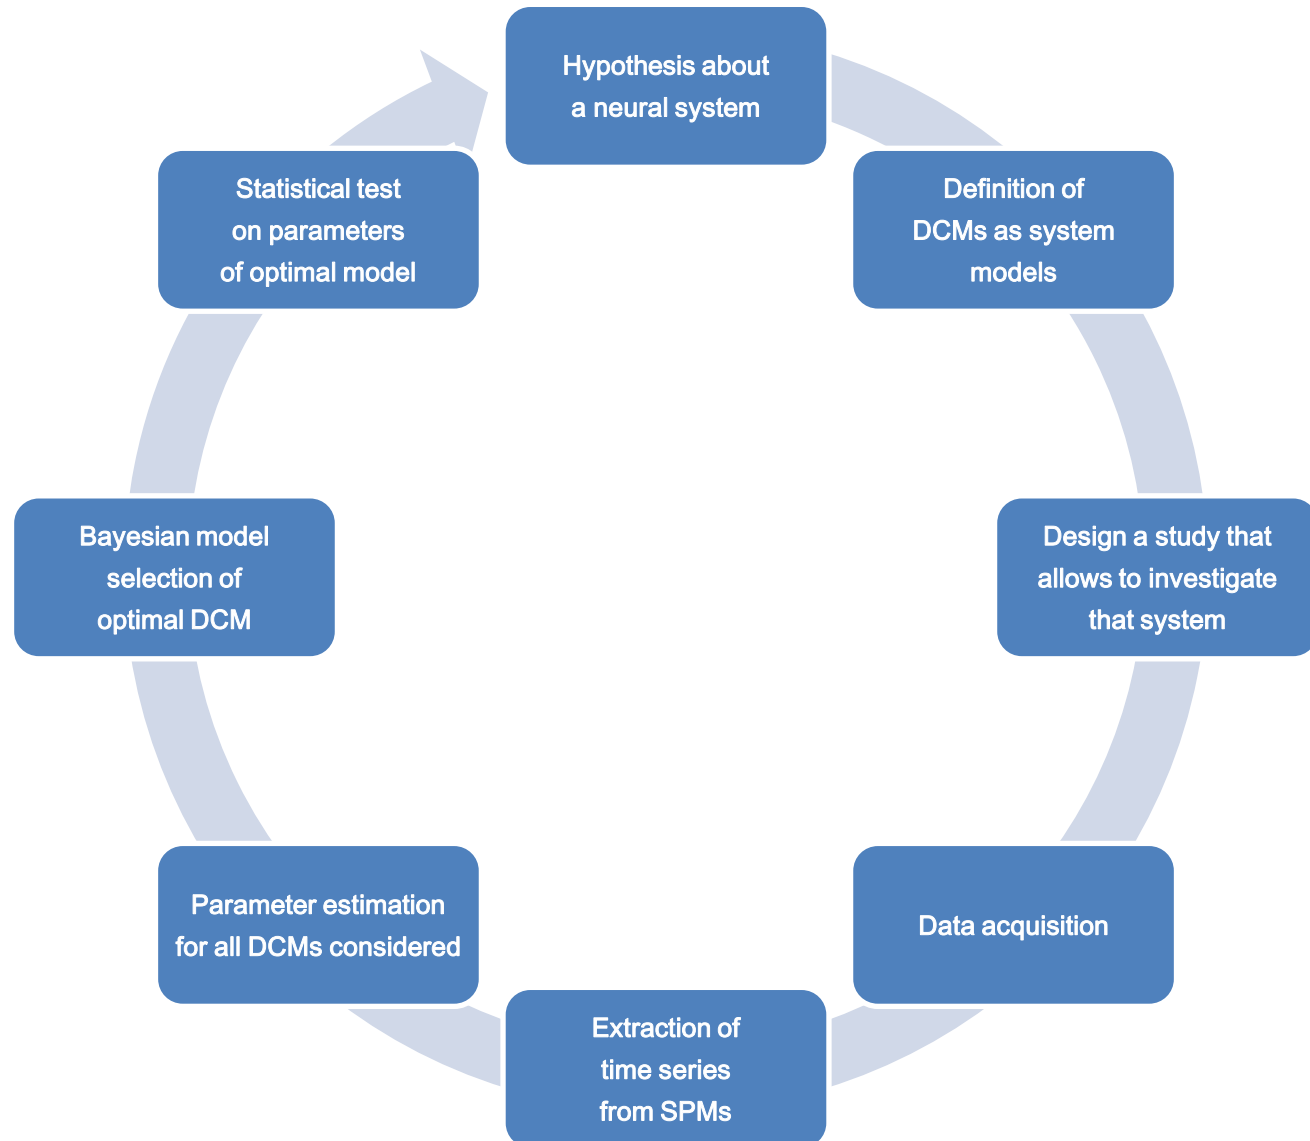 Hypothesis about
a neural system
Definition of
DCMs as system
models
Design a study that
allows to investigate
that system
Data acquisition
Extraction of
time series
from SPMs
Parameter estimation
for all DCMs considered
Bayesian model
selection of
optimal DCM
Statistical test
on parameters
of optimal model